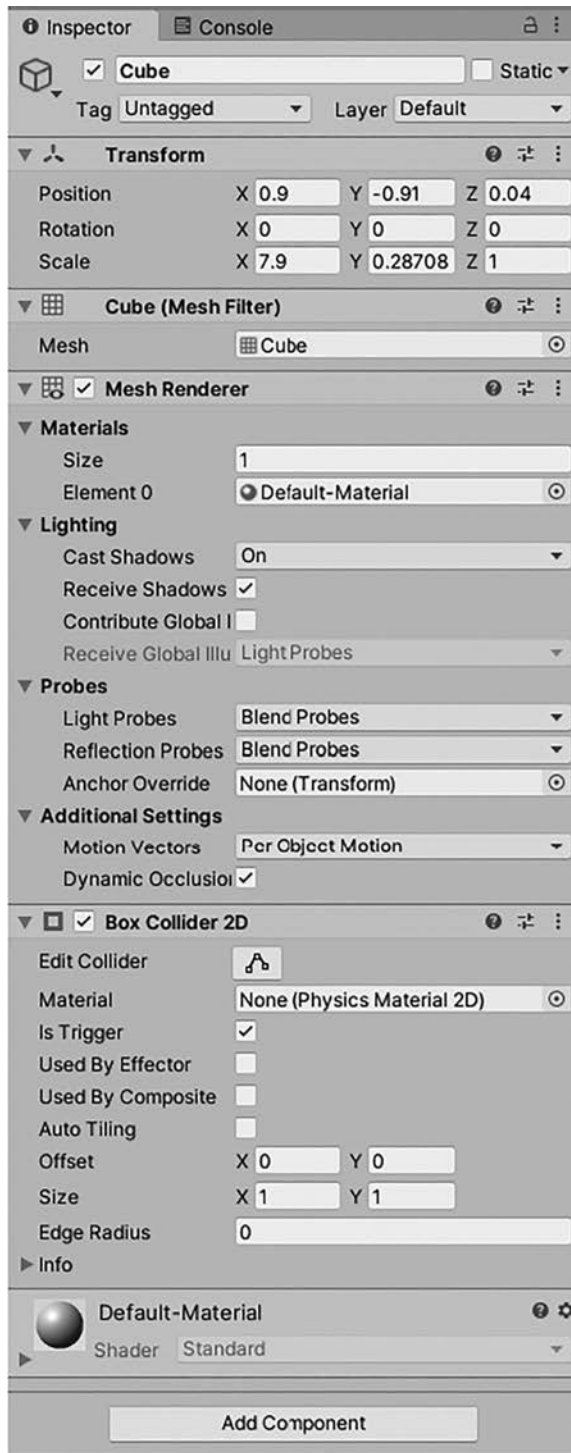 Inspector Console
Cube Static
Tag Untagged Layer Default
Transform
Position X 0.9 Y -0.91 Z 0.04
Rotation X 0 Y 0 Z 0
Scale X 7.9 Y 0.28708 Z 1
Cube (Mesh Filter)
Mesh Cube
Mesh Renderer
Materials
Size 1
Element 0 Default-Material
Lighting
Cast Shadows On
Receive Shadows
Contribute Global I
Receive Global Illu Light Probes
Probes
Light Probes Blend Probes
Reflection Probes Blend Probes
Anchor Override None (Transform)
Additional Settings
Motion Vectors Per Object Motion
Dynamic Occlusion
Box Collider 2D
Edit Collider
Material None (Physics Material 2D)
Is Trigger
Used By Effector
Used By Composite
Auto Tiling
Offset X 0 Y 0
Size X 1 Y 1
Edge Radius 0
Info
Default-Material
Shader Standard
Add Component